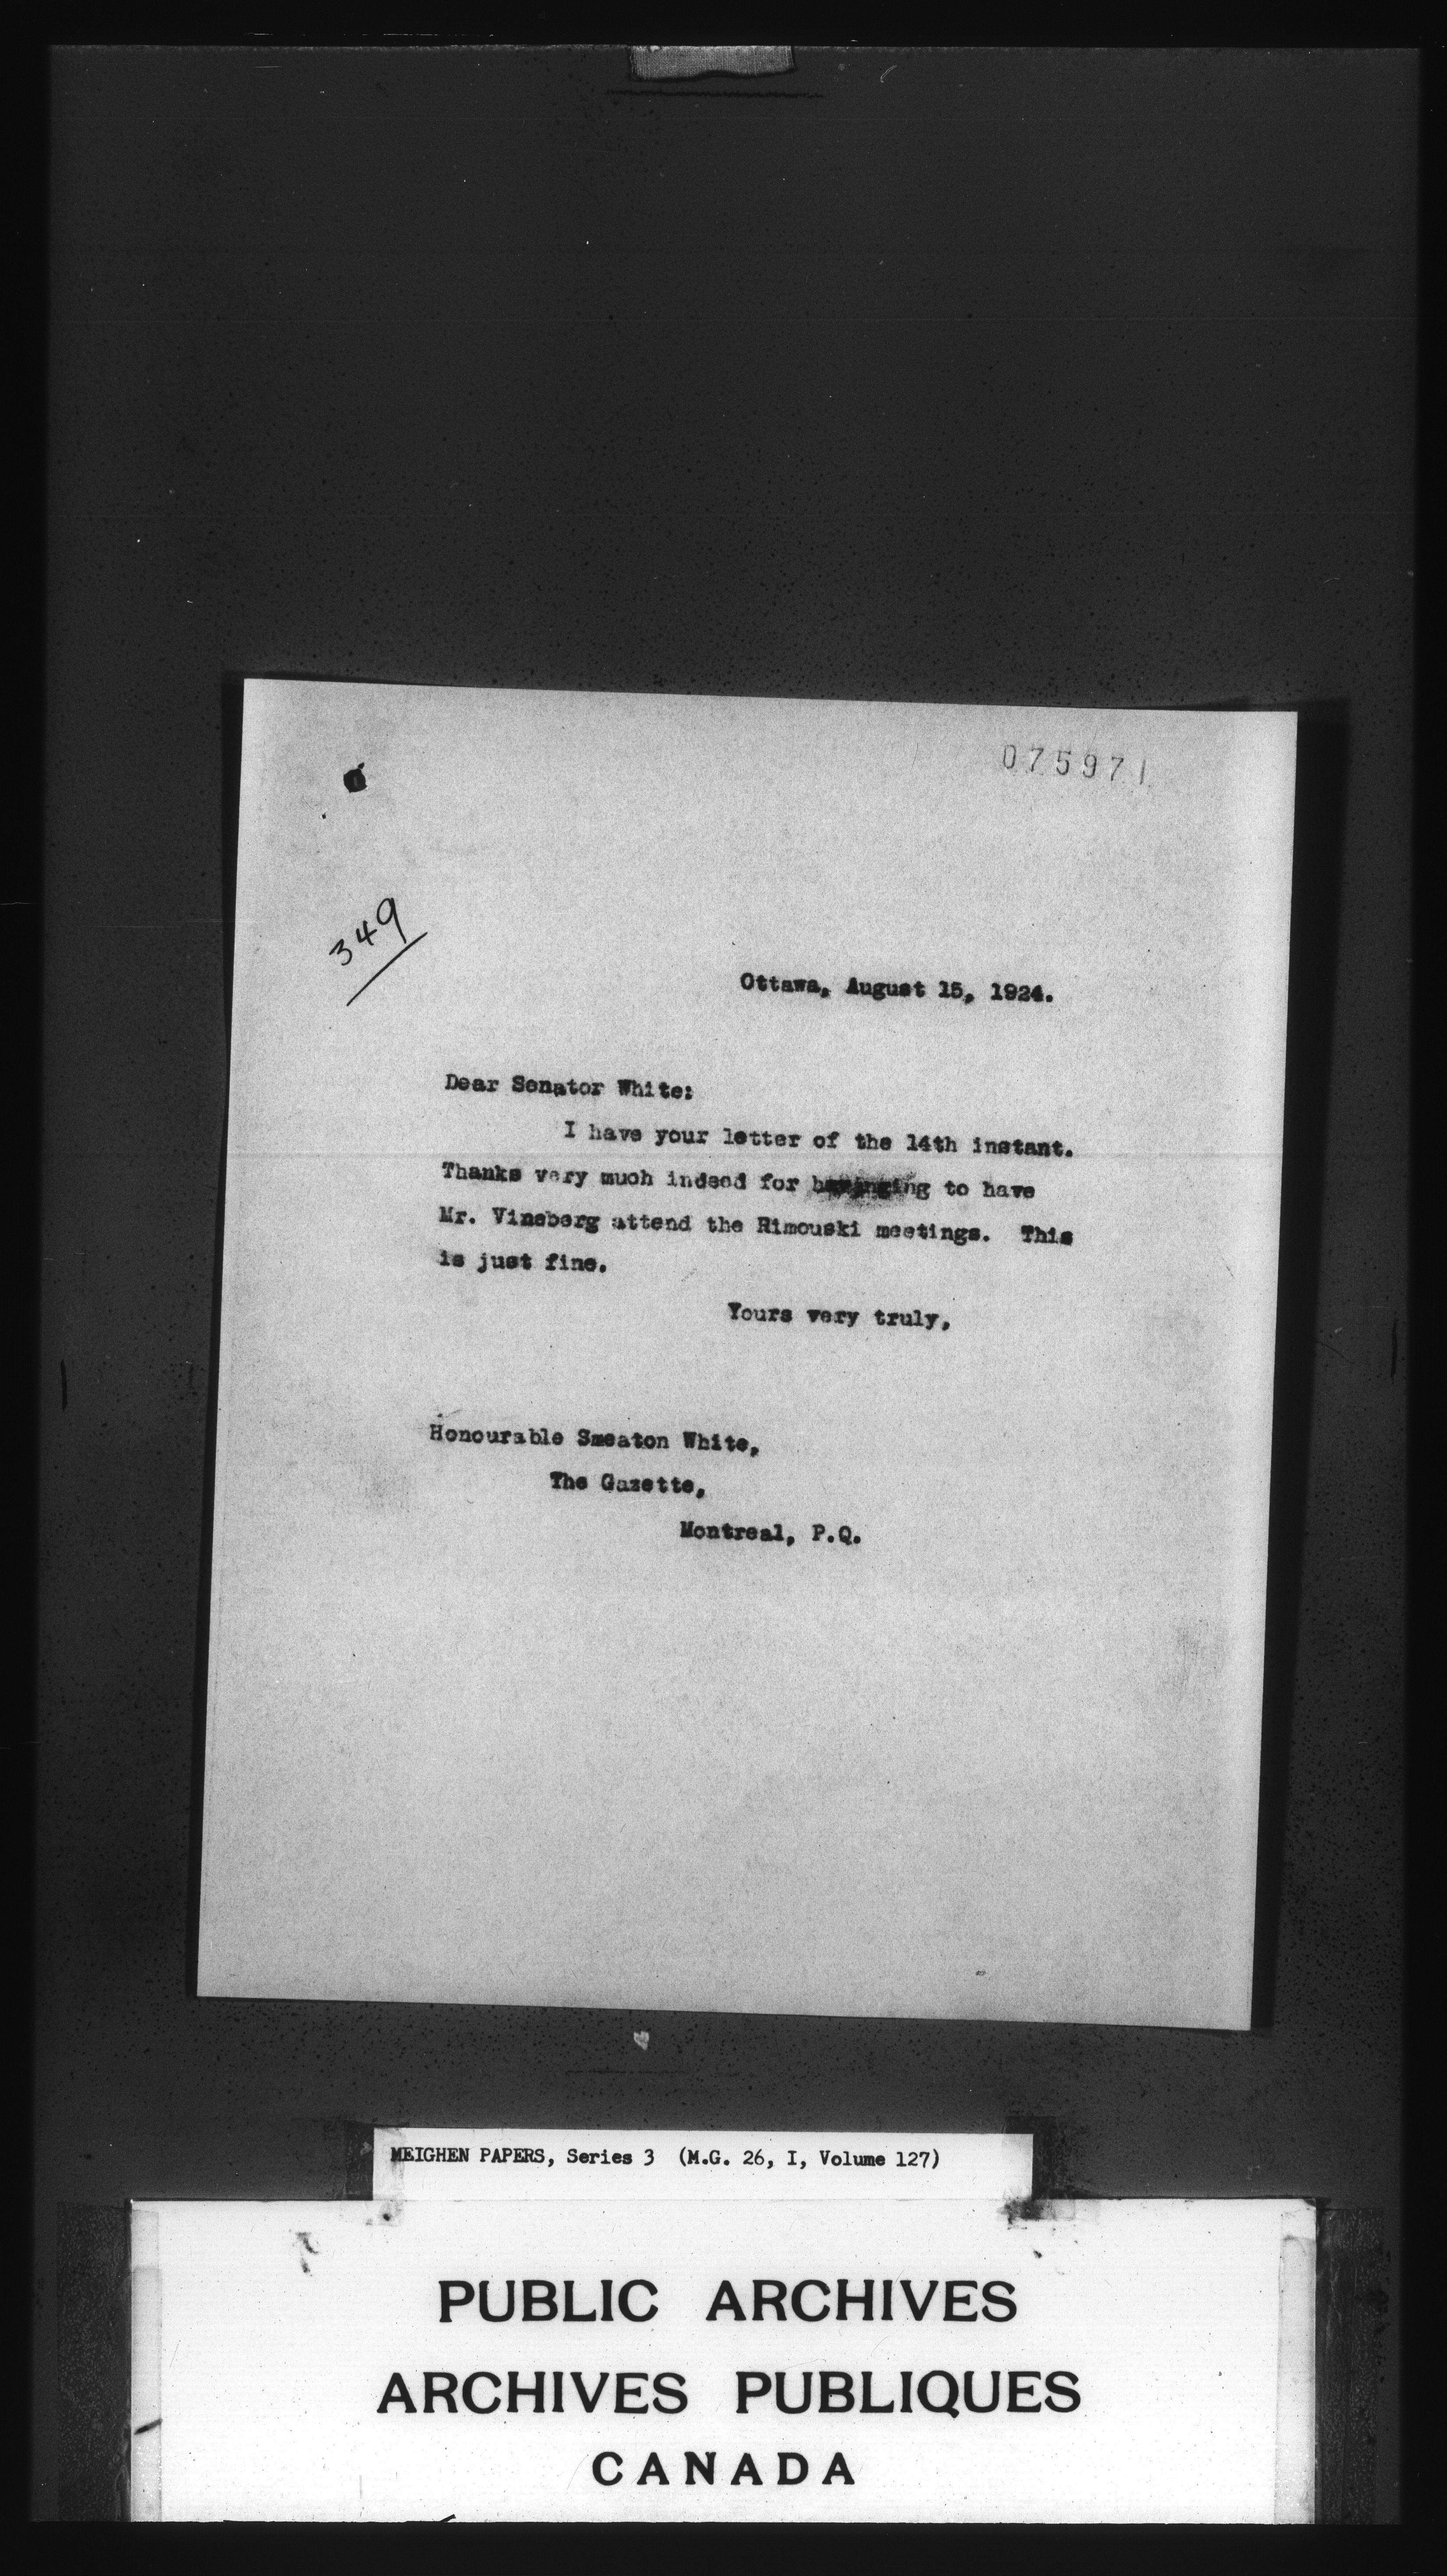 075971
349
Ottawa, August 15, 1924.
Dear Senator White:
I have your letter of the 14th instant.
Thanks very much indeed for to have
Mr. Vineberg attend the Rimouski meetings. This
is just fine.
Yours very truly,
Honourable Smeaton White,
The Gazette,
Montreal, P.Q.
MEIGHEN PAPERS, Series 3 (M.G. 26, I, Volume 127)
PUBLIC ARCHIVES
ARCHIVES PUBLIQUES
CANADA